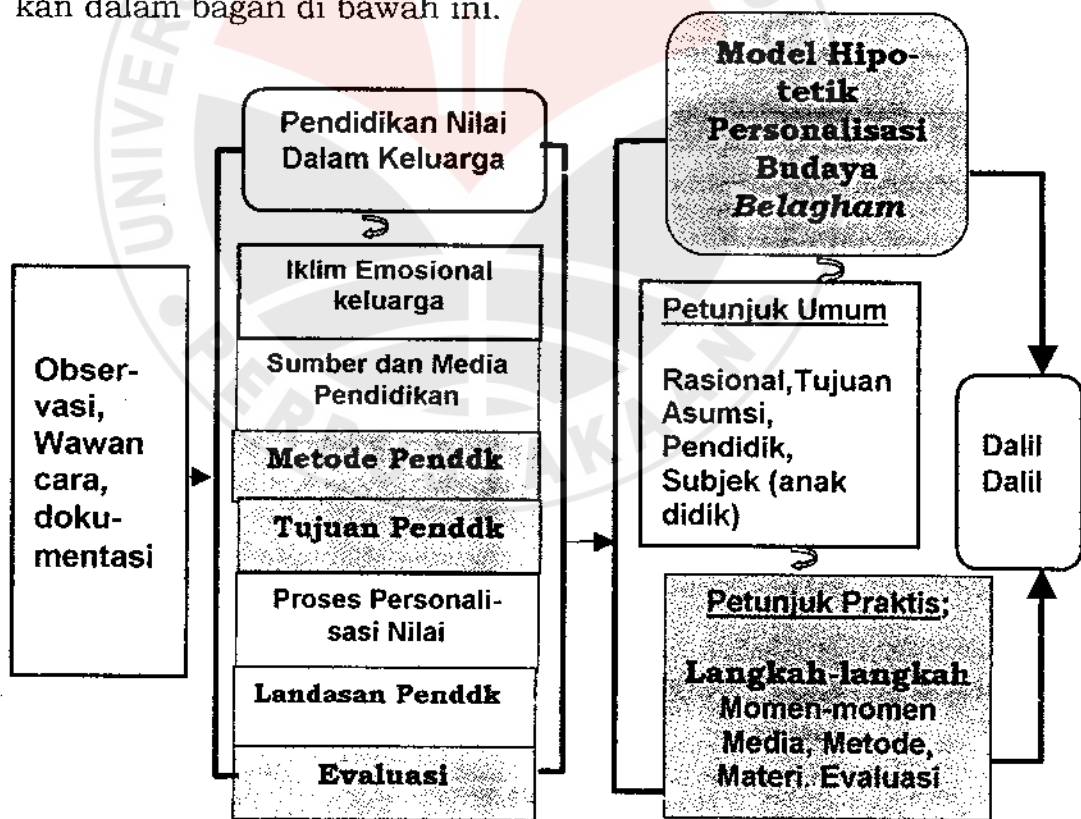 kan dalam bagan di bawah ini.
Obser-
vasi,
Wawan
cara,
doku-
mentasi
Pendidikan Nilai
Dalam Keluarga
Iklim Emosional
keluarga
Sumber dan Media
Pendidikan
Metode Penddk
Tujuan Penddk
Proses Personali-
sasi Nilai
Landasan Penddk
Evaluasi
Model Hipo-
tetik
Personalisasi
Budaya
Belagham
Petunjuk Umum
Rasional,Tujuan
Asumsi,
Pendidik,
Subjek (anak
didik)
Petunjuk Praktis;
Langkah-langkah
Momen-momen
Media, Metode,
Materi. Evaluasi
Dalil
Dalil
UNIVER
PERPUSTAKAAN